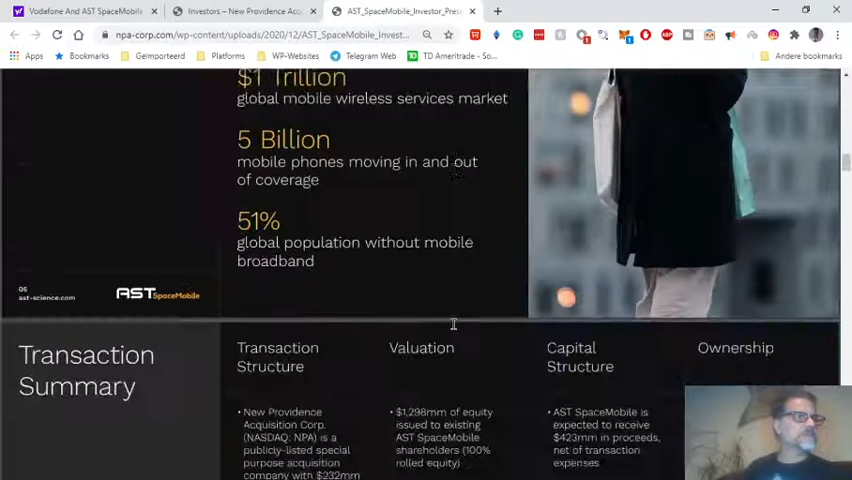 Vodafone And AST SpaceMobile
Investors – New Providence Acq
AST_SpaceMobile_Investor_Pres
npa-corp.com/wp-content/uploads/2020/12/AST_SpaceMobile_Invest...
Apps
Bookmarks
Geïmporteerd
Platforms
WP-Websites
Telegram Web
TD Ameritrade - So...
Andere bookmarks
$1 Trillion
global mobile wireless services market
5 Billion
mobile phones moving in and out
of coverage
51%
global population without mobile
broadband
06
ast-science.com
AST SpaceMobile
Transaction
Summary
Transaction
Structure
• New Providence
Acquisition Corp.
(NASDAQ: NPA) is a
publicly-listed special
purpose acquisition
company with $232mm
Valuation
• $1,298mm of equity
issued to existing
AST SpaceMobile
shareholders (100%
rolled equity)
Capital
Structure
• AST SpaceMobile is
expected to receive
$423mm in proceeds,
net of transaction
expenses
Ownership